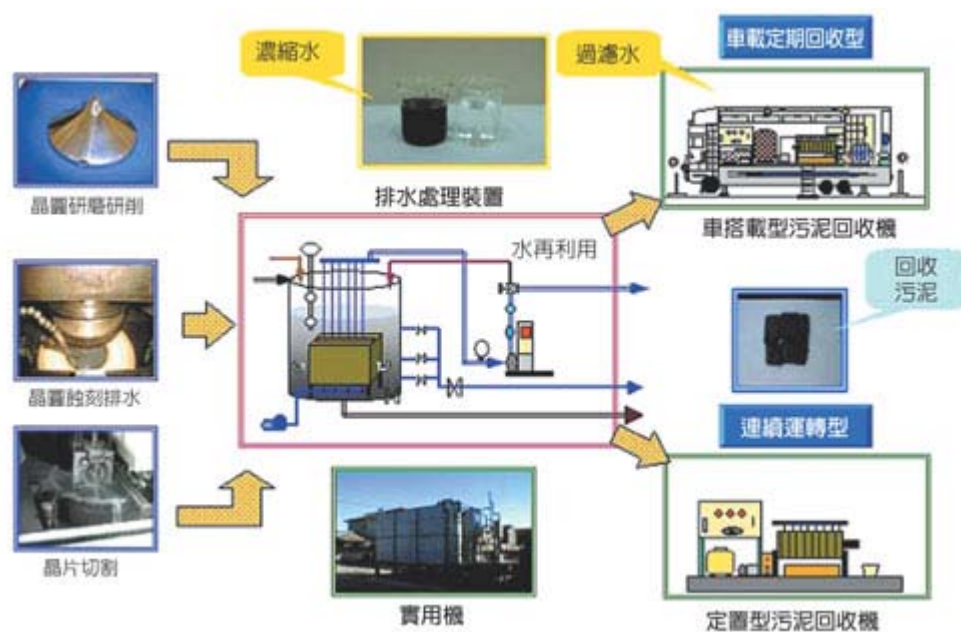 濃縮水
過濾水
車載定期回收型
晶圓研磨研削
排水處理裝置
車搭載型污泥回收機
水再利用
回收
污泥
晶圓蝕刻排水
連續運轉型
晶片切割
實用機
定置型污泥回收機